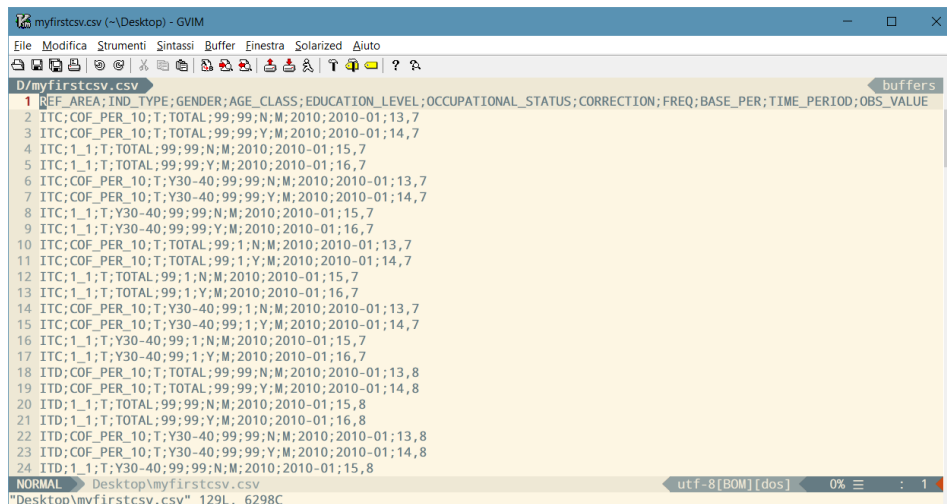 myfirstcsv.csv (~\Desktop) - GVIM
File Modifica Strumenti Sintassi Buffer Finestra Solarized Aiuto
D/myfirstcsv.csv buffers
1 REF_AREA;IND_TYPE;GENDER;AGE_CLASS;EDUCATION_LEVEL;OCCUPATIONAL_STATUS;CORRECTION;FREQ;BASE_PER;TIME_PERIOD;OBS_VALUE
2 ITC;COF_PER_10;T;TOTAL;99;99;N;M;2010;2010-01;13,7
3 ITC;COF_PER_10;T;TOTAL;99;99;Y;M;2010;2010-01;14,7
4 ITC;1_1;T;TOTAL;99;99;N;M;2010;2010-01;15,7
5 ITC;1_1;T;TOTAL;99;99;Y;M;2010;2010-01;16,7
6 ITC;COF_PER_10;T;Y30-40;99;99;N;M;2010;2010-01;13,7
7 ITC;COF_PER_10;T;Y30-40;99;99;Y;M;2010;2010-01;14,7
8 ITC;1_1;T;Y30-40;99;99;N;M;2010;2010-01;15,7
9 ITC;1_1;T;Y30-40;99;99;Y;M;2010;2010-01;16,7
10 ITC;COF_PER_10;T;TOTAL;99;1;N;M;2010;2010-01;13,7
11 ITC;COF_PER_10;T;TOTAL;99;1;Y;M;2010;2010-01;14,7
12 ITC;1_1;T;TOTAL;99;1;N;M;2010;2010-01;15,7
13 ITC;1_1;T;TOTAL;99;1;Y;M;2010;2010-01;16,7
14 ITC;COF_PER_10;T;Y30-40;99;1;N;M;2010;2010-01;13,7
15 ITC;COF_PER_10;T;Y30-40;99;1;Y;M;2010;2010-01;14,7
16 ITC;1_1;T;Y30-40;99;1;N;M;2010;2010-01;15,7
17 ITC;1_1;T;Y30-40;99;1;Y;M;2010;2010-01;16,7
18 ITD;COF_PER_10;T;TOTAL;99;99;N;M;2010;2010-01;13,8
19 ITD;COF_PER_10;T;TOTAL;99;99;Y;M;2010;2010-01;14,8
20 ITD;1_1;T;TOTAL;99;99;N;M;2010;2010-01;15,8
21 ITD;1_1;T;TOTAL;99;99;Y;M;2010;2010-01;16,8
22 ITD;COF_PER_10;T;Y30-40;99;99;N;M;2010;2010-01;13,8
23 ITD;COF_PER_10;T;Y30-40;99;99;Y;M;2010;2010-01;14,8
24 ITD;1_1;T;Y30-40;99;99;N;M;2010;2010-01;15,8
NORMAL Desktop\myfirstcsv.csv utf-8[BOM][dos] 0% ☰ : 1
"Desktop\myfirstcsv.csv" 129L, 6298C